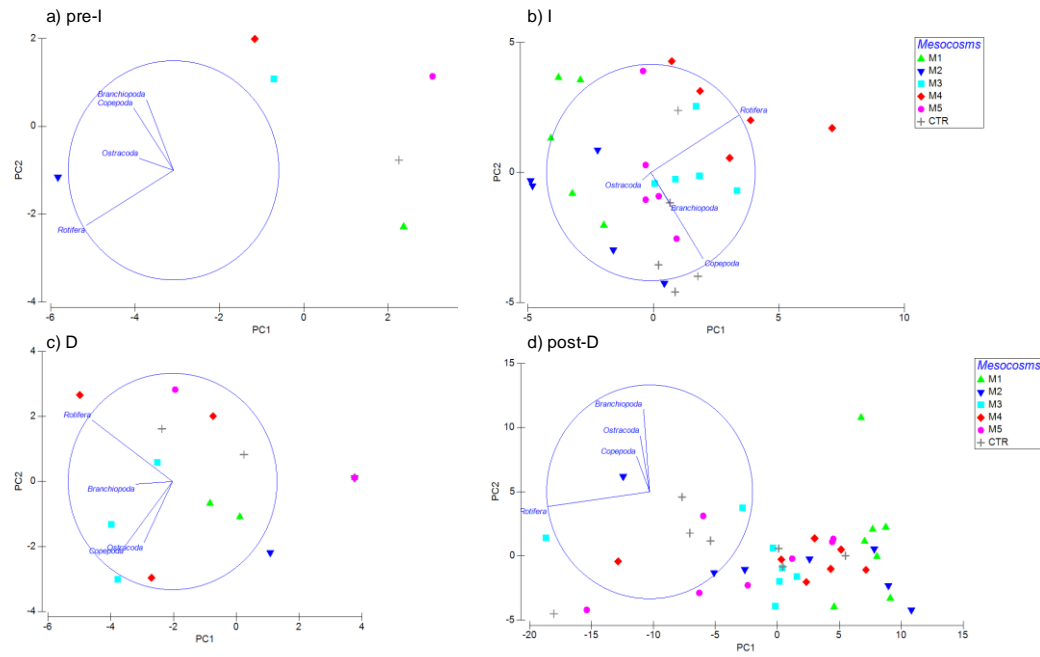 a) pre-I
b) I
2
0
-2
-4
PC2
-6
-4
-2
0
2
PC1
Branchiopoda
Copepoda
Ostracoda
Rotifera
5
0
-5
PC2
-5
0
5
10
PC1
Rotifera
Ostracoda
Branchiopoda
Copepoda
Mesocosms
M1
M2
M3
M4
M5
CTR
c) D
d) post-D
4
2
0
-2
-4
PC2
-6
-4
-2
0
2
4
PC1
Rotifera
Branchiopoda
Copepoda
Ostracoda
15
10
5
0
-5
PC2
-20
-15
-10
-5
0
5
10
15
PC1
Branchiopoda
Ostracoda
Copepoda
Rotifera
Mesocosms
M1
M2
M3
M4
M5
CTR